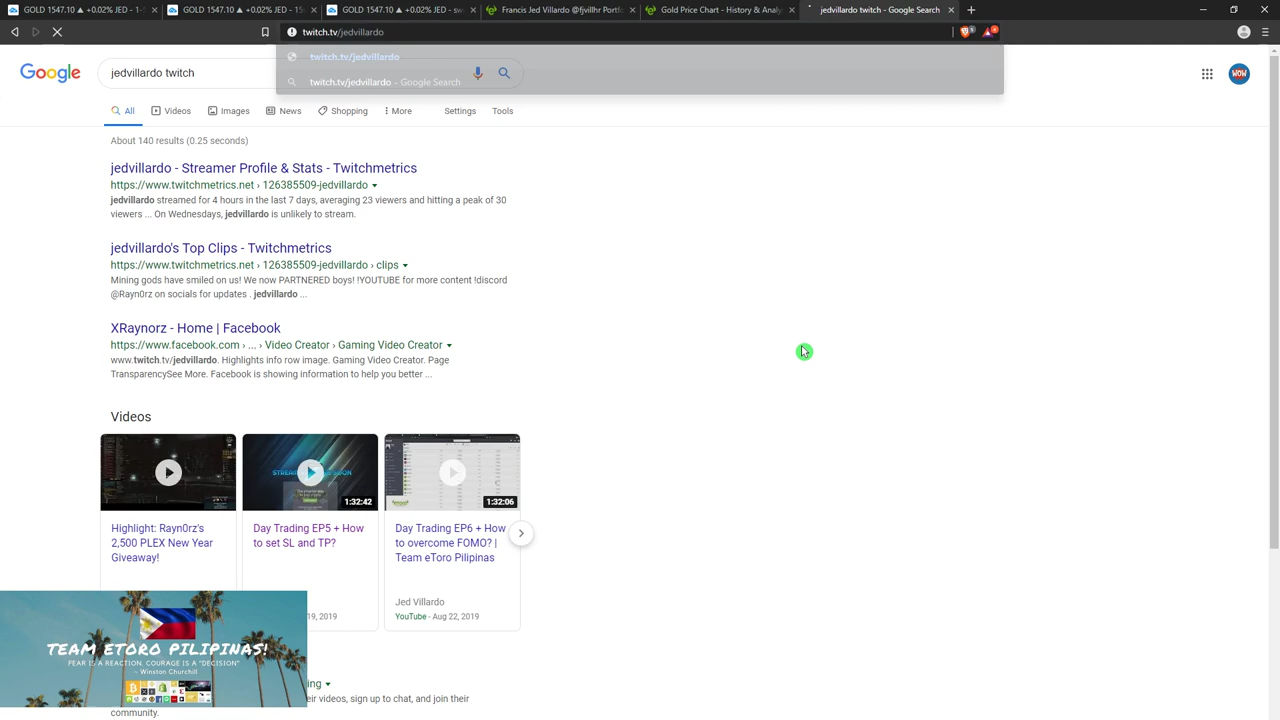 GOLD 1547.10 ▲ +0.02% JED - 1-
GOLD 1547.10 ▲ +0.02% JED - 15
GOLD 1547.10 ▲ +0.02% JED - sw
Francis Jed Villardo @fjvillr Portfo
Gold Price Chart - History & Analy
jedvillardo twitch - Google Search
twitch.tv/jedvillardo
twitch.tv/jedvillardo
twitch.tv/jedvillardo - Google Search
Google
jedvillardo twitch
WOW
All
Videos
Images
News
Shopping
More
Settings
Tools
About 140 results (0.25 seconds)
jedvillardo - Streamer Profile & Stats - Twitchmetrics
https://www.twitchmetrics.net › 126385509-jedvillardo
jedvillardo streamed for 4 hours in the last 7 days, averaging 23 viewers and hitting a peak of 30
viewers ... On Wednesdays, jedvillardo is unlikely to stream.
jedvillardo's Top Clips - Twitchmetrics
https://www.twitchmetrics.net › 126385509-jedvillardo › clips
Mining gods have smiled on us! We now PARTNERED boys! !YOUTUBE for more content !discord
@Rayn0rz on socials for updates . jedvillardo ...
XRaynorz - Home | Facebook
https://www.facebook.com › ... › Video Creator › Gaming Video Creator
www.twitch.tv/jedvillardo. Highlights info row image. Gaming Video Creator. Page
TransparencySee More. Facebook is showing information to help you better ...
Videos
1:32:42
1:32:06
Highlight: Rayn0rz's
2,500 PLEX New Year
Giveaway!
Day Trading EP5 + How
to set SL and TP?
Day Trading EP6 + How
to overcome FOMO? |
Team eToro Pilipinas
Jed Villardo
19, 2019
YouTube - Aug 22, 2019
TEAM ETORO PILIPINAS!
FEAR IS A REACTION. COURAGE IS A "DECISION"
~ Winston Churchill
ing
eir videos, sign up to chat, and join their
community.